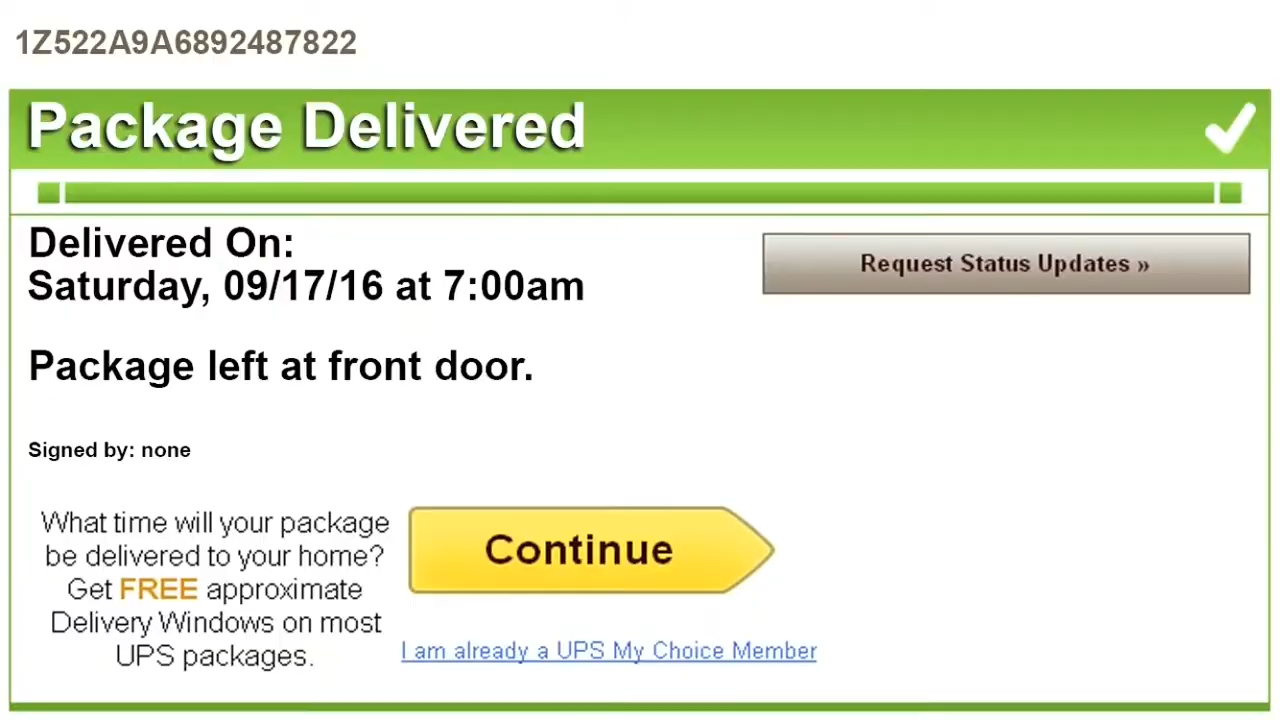 1Z522A9A6892487822
Package Delivered
Delivered On:
Saturday, 09/17/16 at 7:00am
Request Status Updates »
Package left at front door.
Signed by: none
What time will your package
be delivered to your home?
Get FREE approximate
Delivery Windows on most
UPS packages.
Continue
I am already a UPS My Choice Member